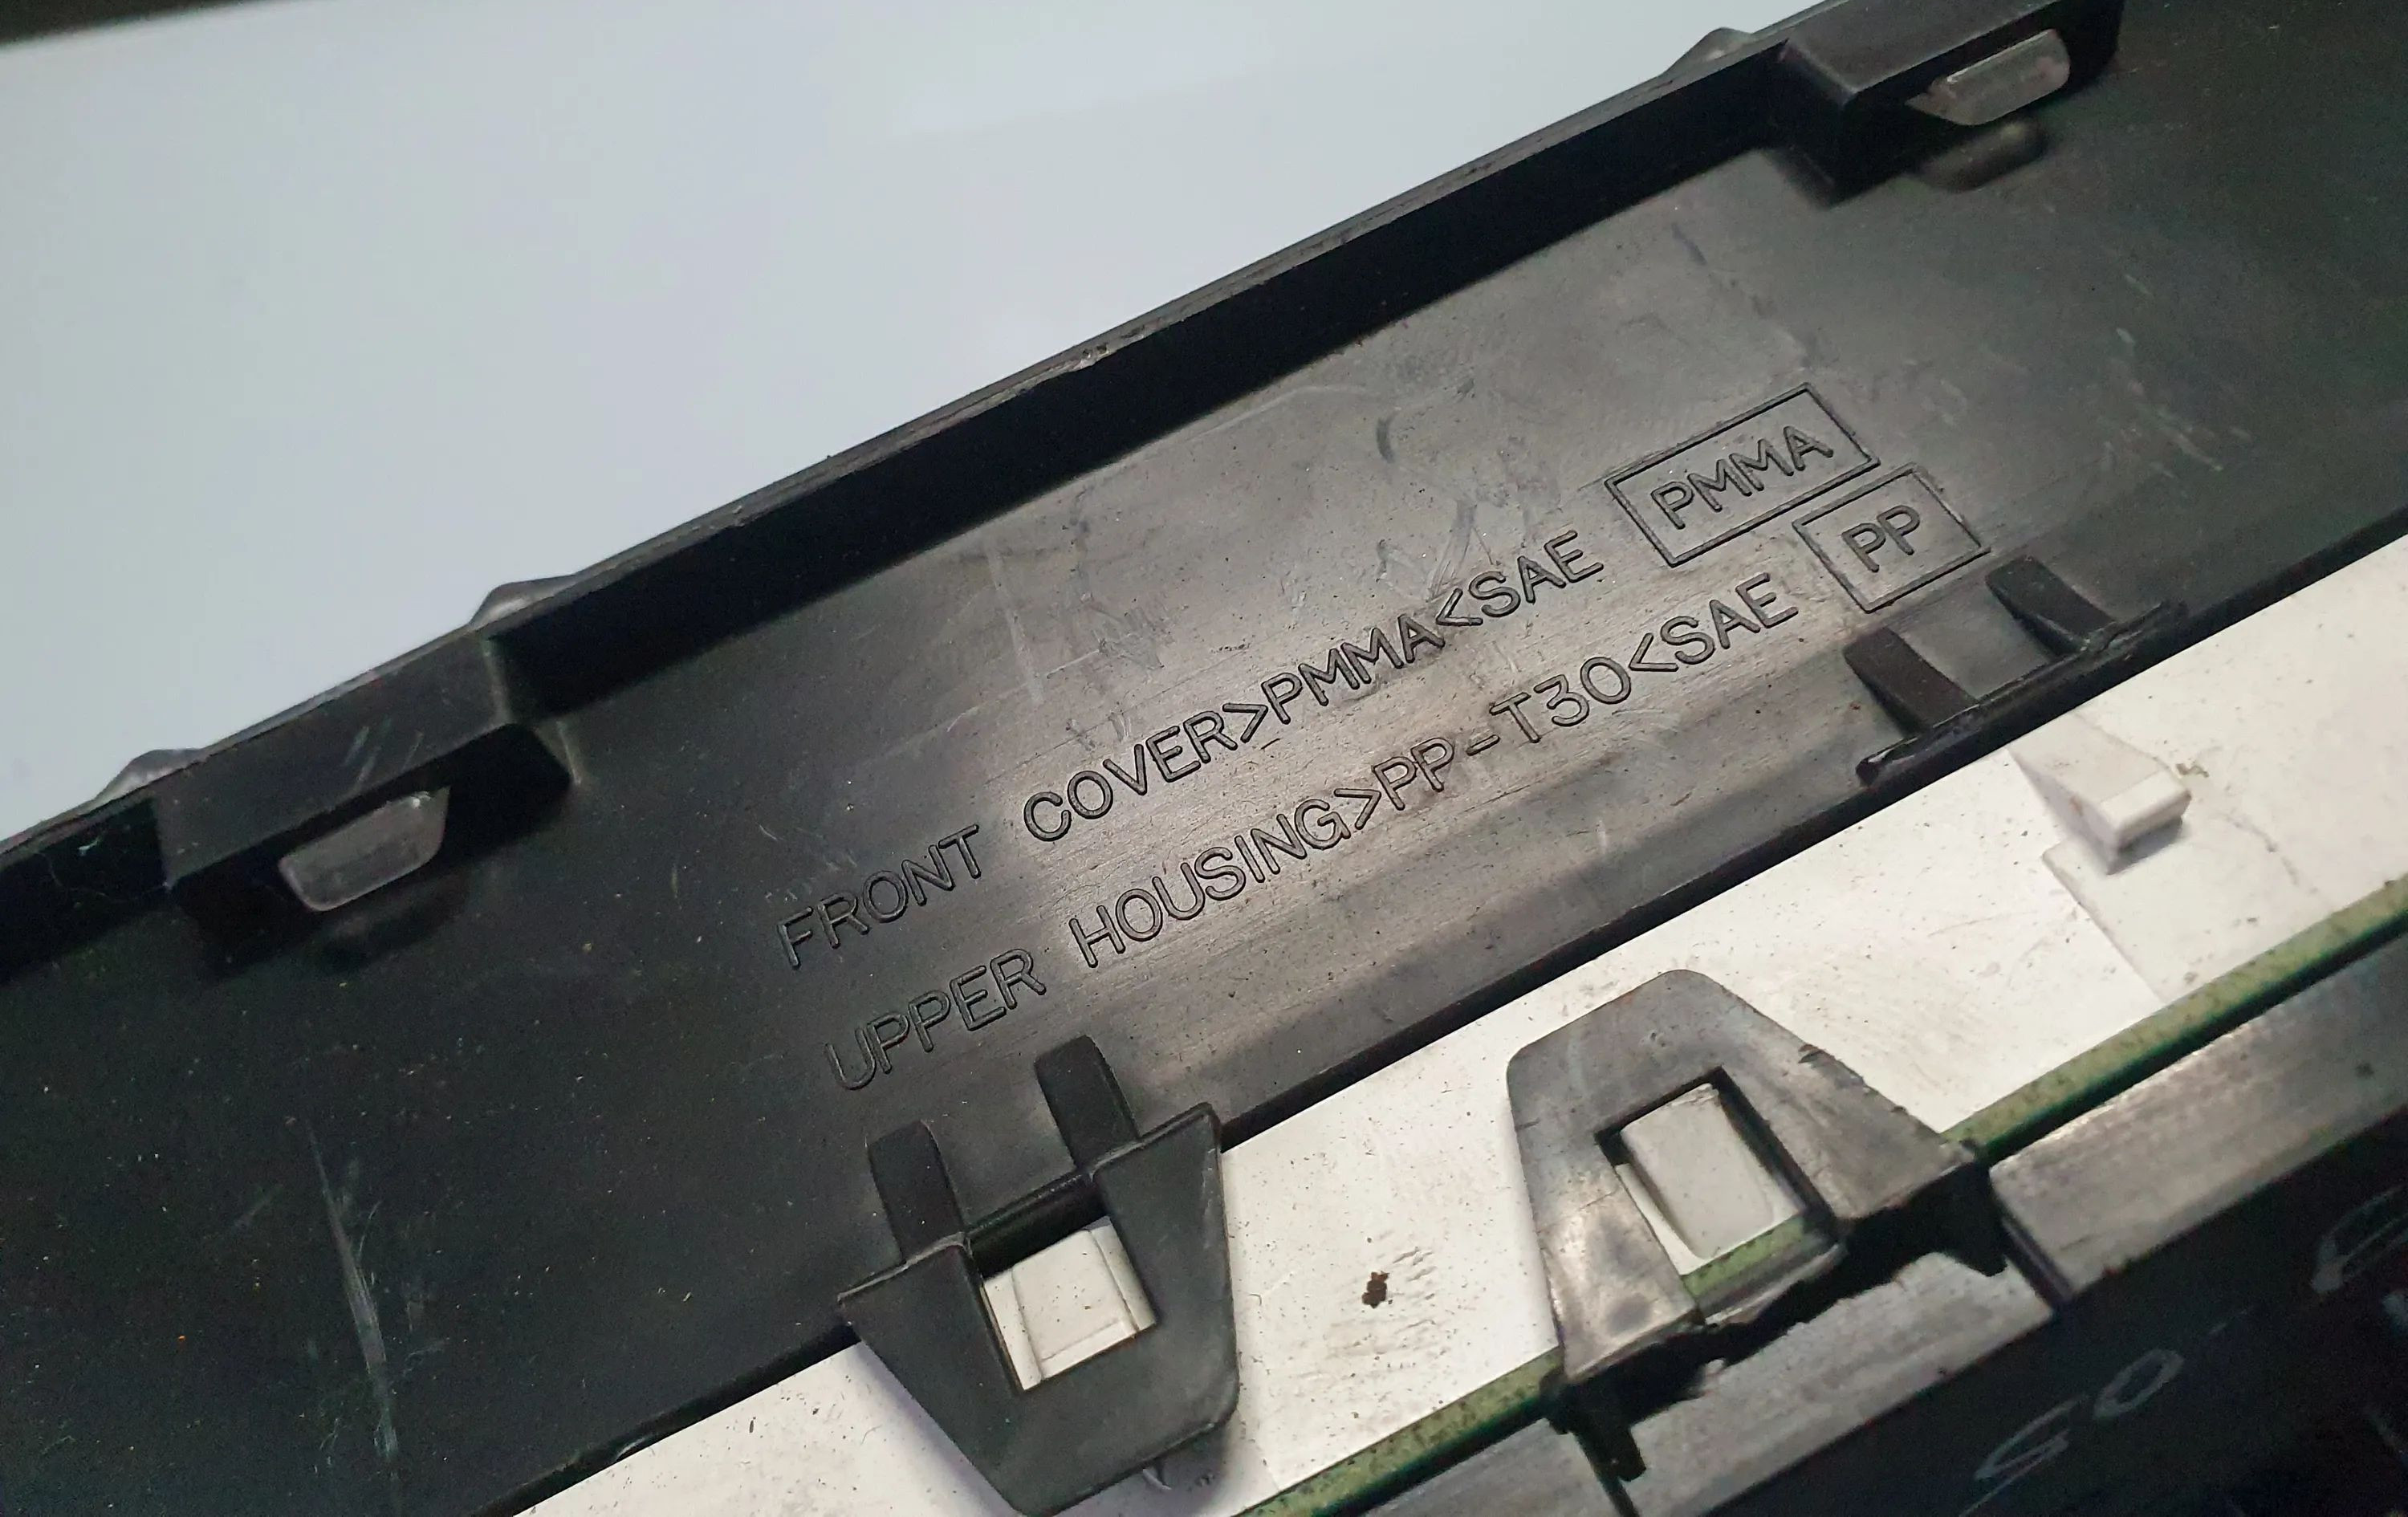 FRONT COVER>PMMA<SAE PMMA
UPPER HOUSING>PP-T30<SAE PP